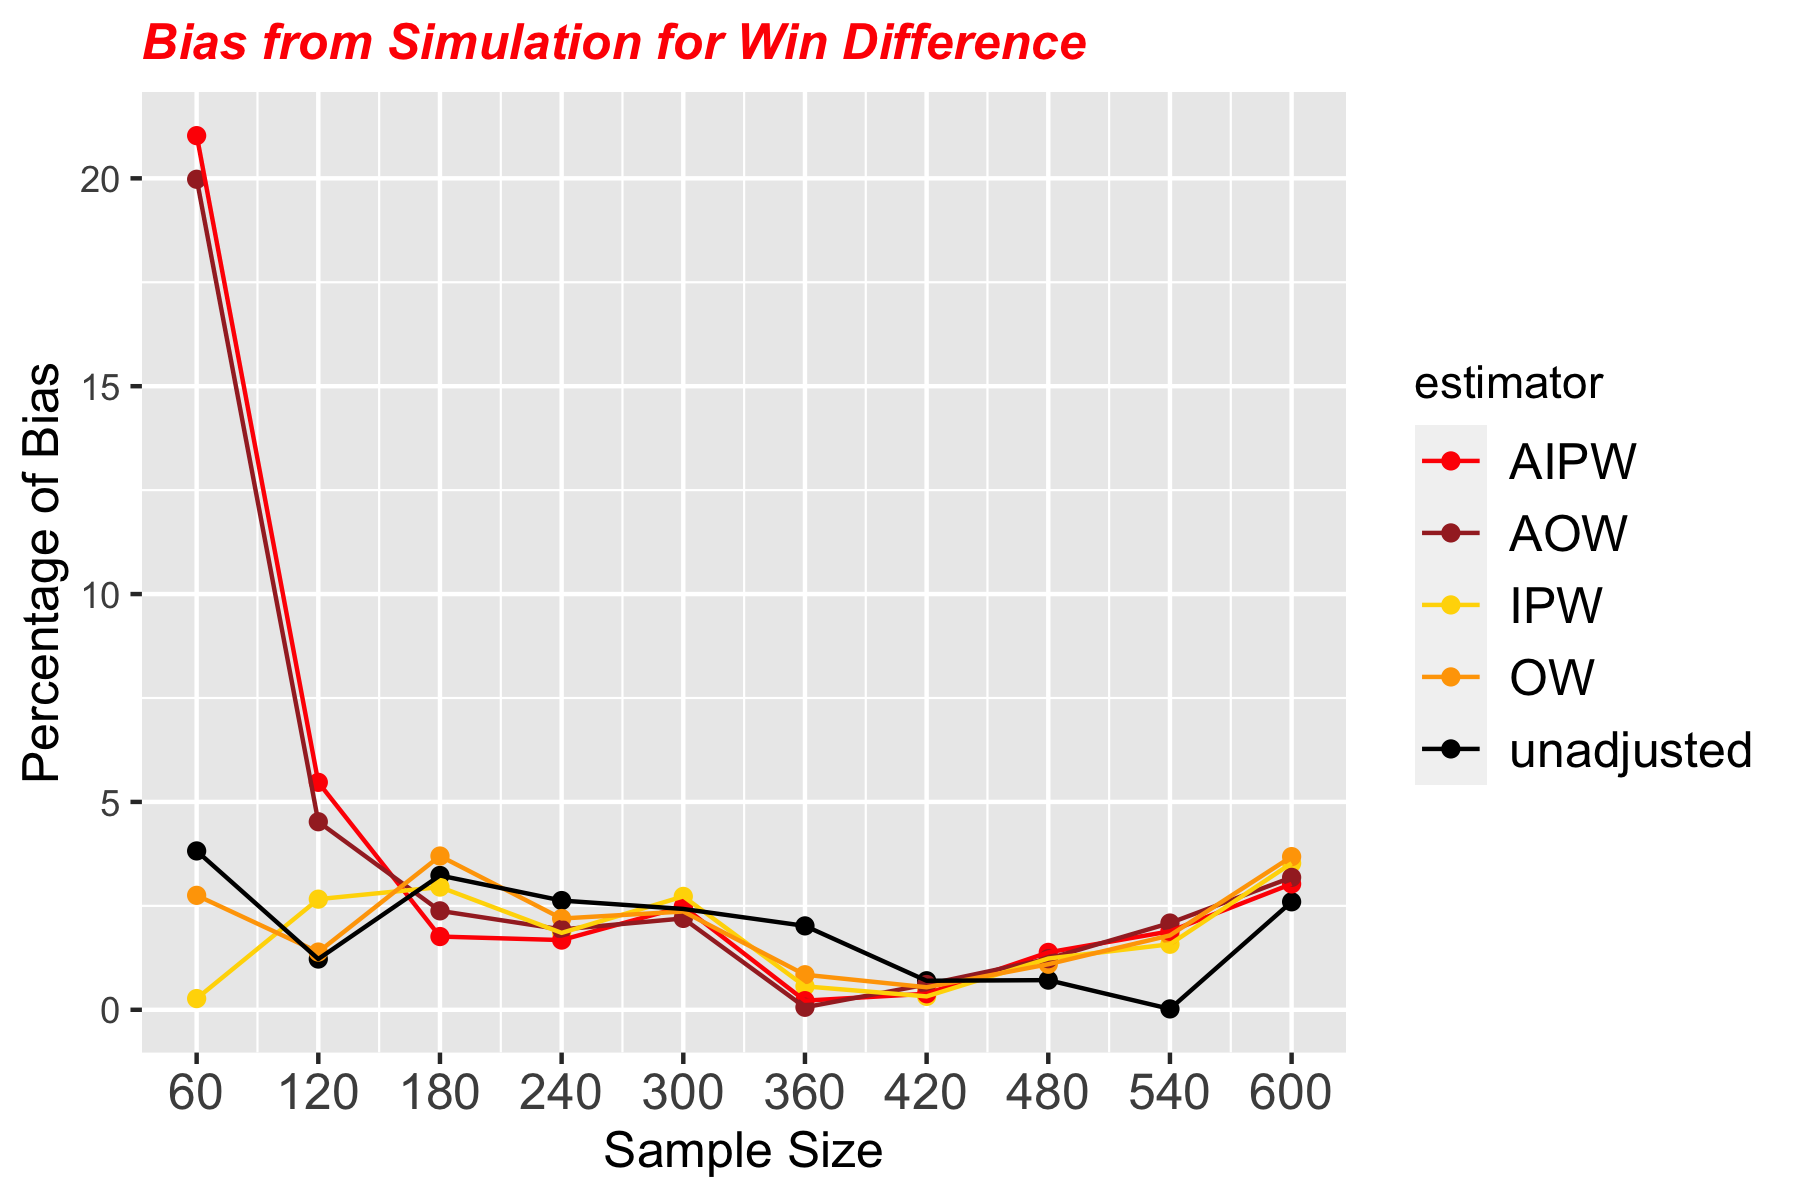 Bias from Simulation for Win Difference
Percentage of Bias
20
15
10
5
0
60 120 180 240 300 360 420 480 540 600
Sample Size
estimator
AIPW
AOW
IPW
OW
unadjusted